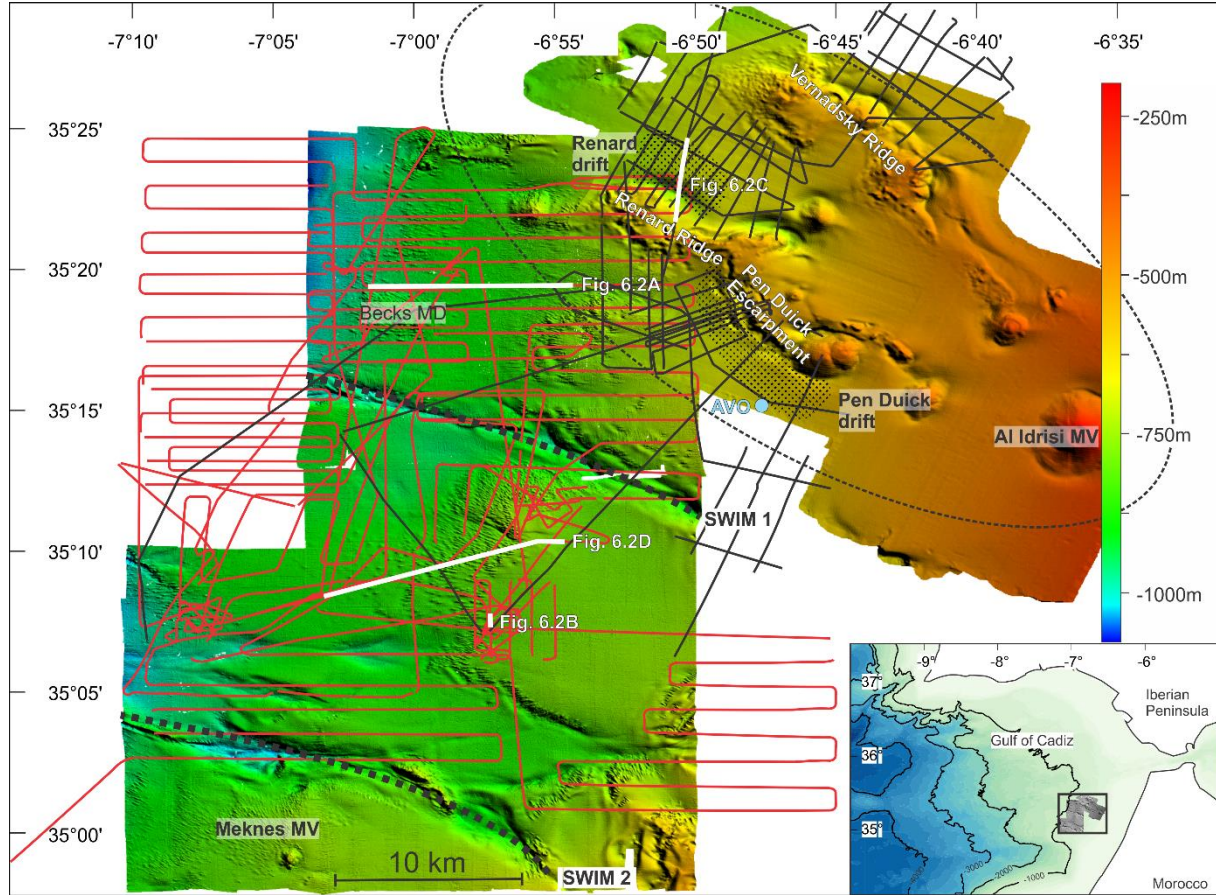 -7°10' -7°05' -7°00' -6°55' -6°50' -6°45' -6°40' -6°35'
35°25'
35°20'
35°15'
35°10'
35°05'
35°00'
Vernadsky Ridge
Renard
drift
Fig. 6.2C
Renard Ridge
Pen Duick
Escarpment
Fig. 6.2A
Becks MD
AVO
Pen Duick
drift
Al Idrisi MV
SWIM 1
Fig. 6.2D
Fig. 6.2B
Meknes MV
10 km
SWIM 2
-250m
-500m
-750m
-1000m
-9° -8° -7° -6°
37°
36°
35°
Iberian
Peninsula
Gulf of Cadiz
-3000
-2000
-1000
Morocco